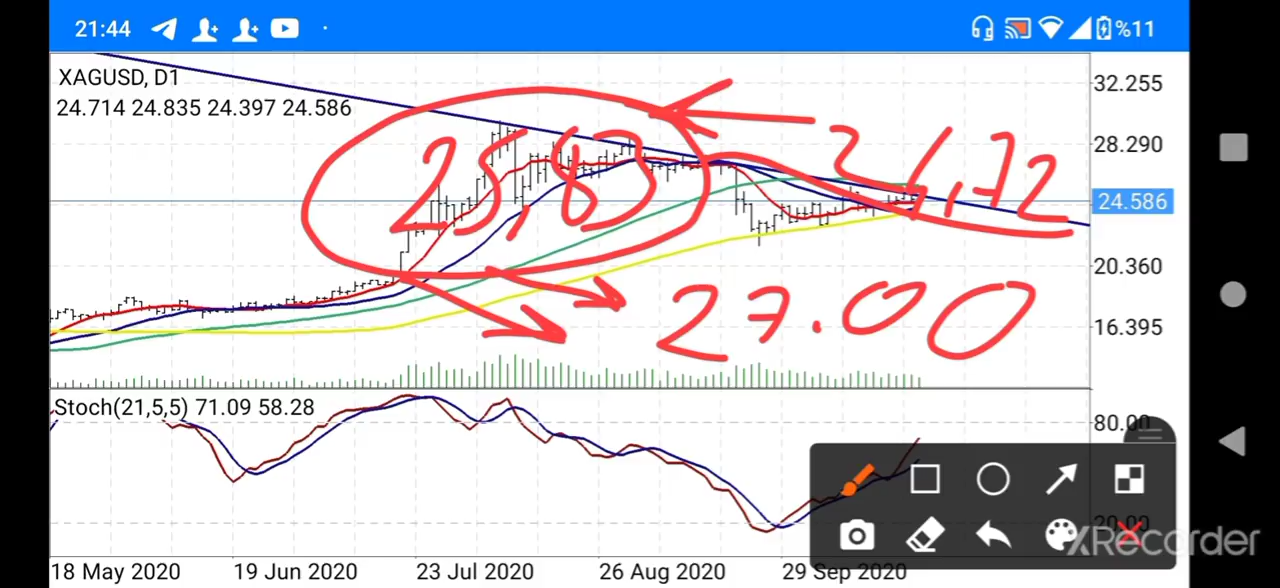 21:44
%11
XAGUSD, D1
24.714 24.835 24.397 24.586
32.255
28.290
24.586
20.360
16.395
25,83
24,72
27.00
Stoch(21,5,5) 71.09 58.28
80.00
20.00
18 May 2020
19 Jun 2020
23 Jul 2020
26 Aug 2020
29 Sep 2020
XRecorder